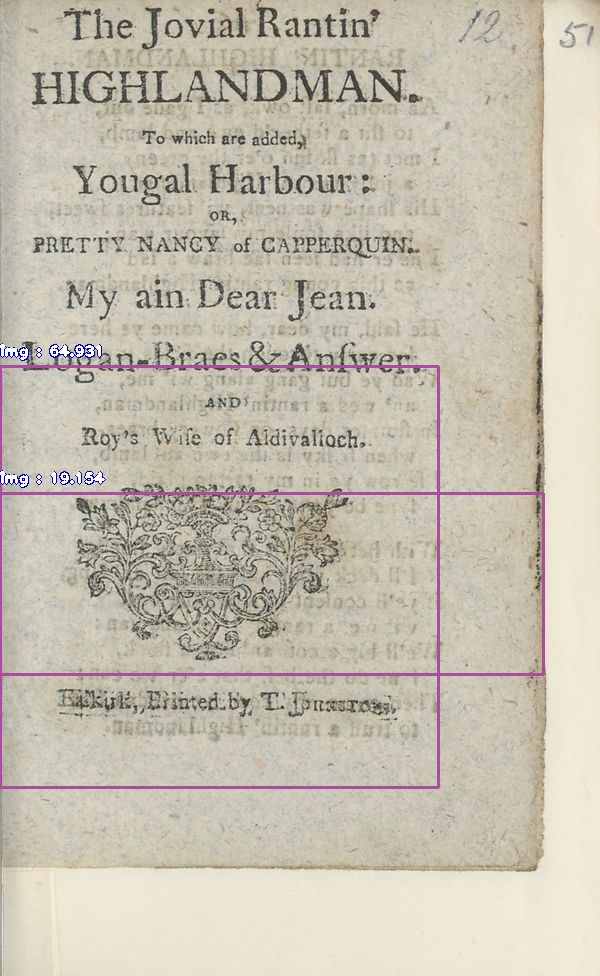 The Jovial Rantin'
12
51
HIGHLANDMAN.
To which are added,
Yougal Harbour:
OR,
PRETTY NANCY of CAPPERQUIN.
My ain Dear Jean.
Logan-Braes & Anſwer.
AND
Roy's Wife of Aldivalloch.
Falkirk, Printed by T. Johnston.
img : 64.931
img : 19.154